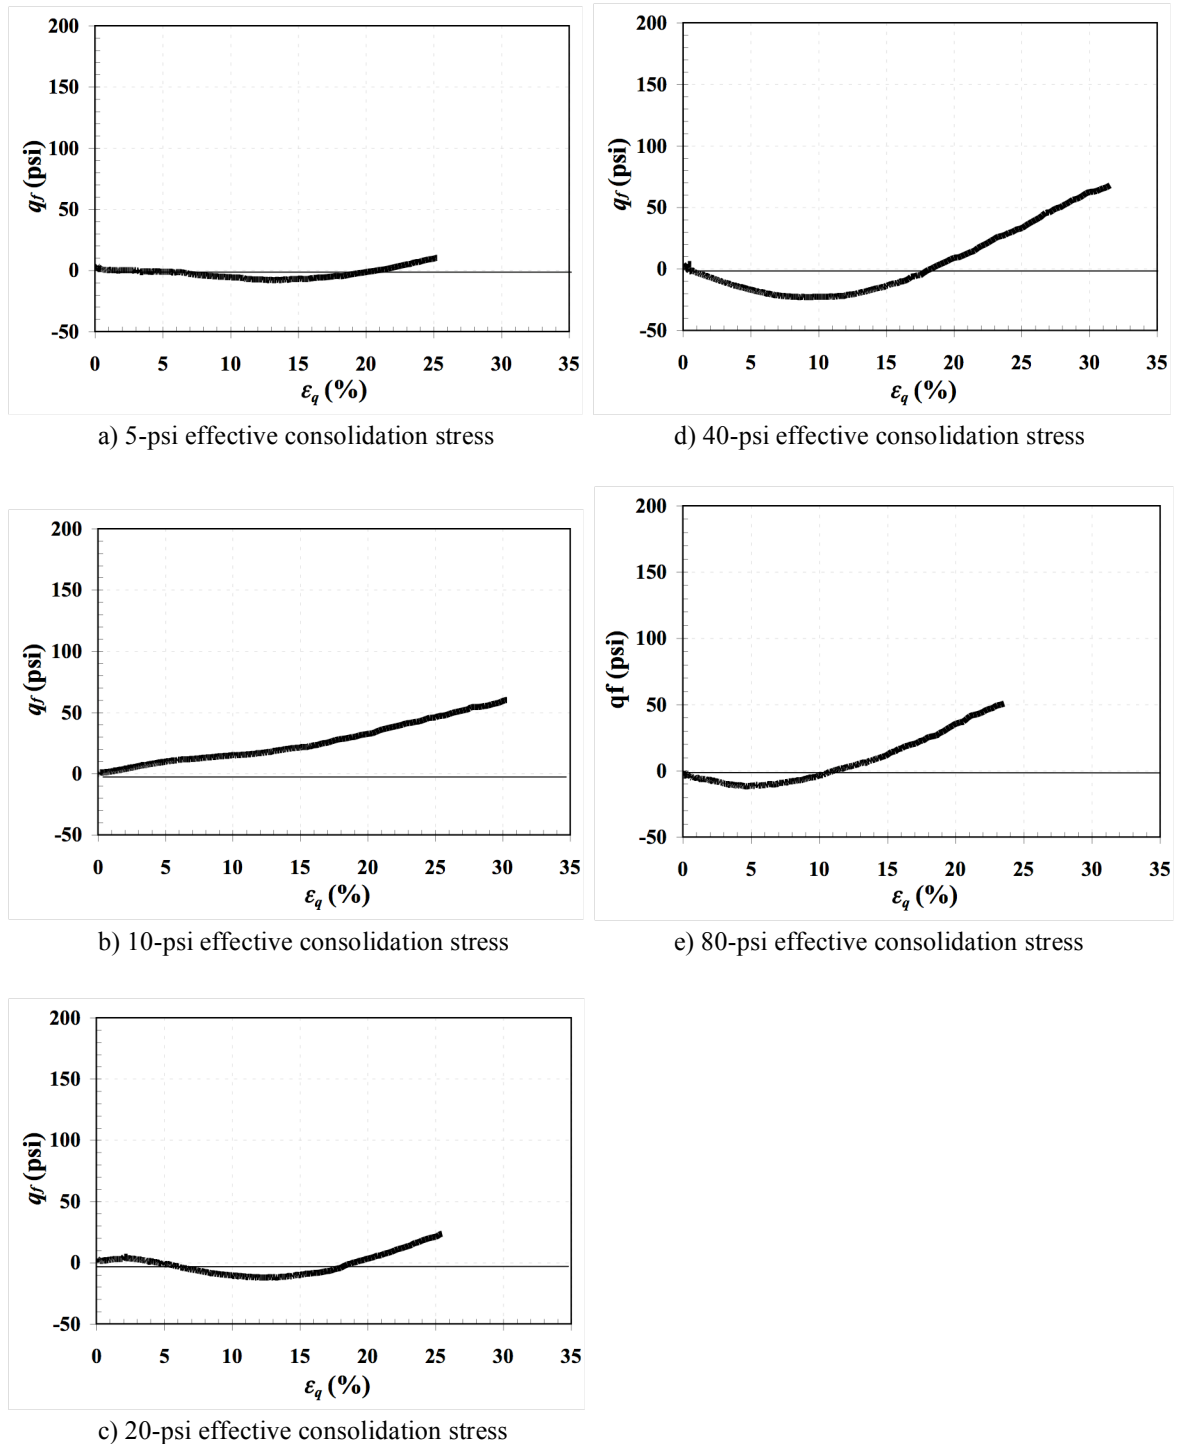 200
150
100
50
0
-50
qf (psi)
0 5 10 15 20 25 30 35
εq (%)
a) 5-psi effective consolidation stress
200
150
100
50
0
-50
qf (psi)
0 5 10 15 20 25 30 35
εq (%)
b) 10-psi effective consolidation stress
200
150
100
50
0
-50
qf (psi)
0 5 10 15 20 25 30 35
εq (%)
c) 20-psi effective consolidation stress
200
150
100
50
0
-50
qf (psi)
0 5 10 15 20 25 30 35
εq (%)
d) 40-psi effective consolidation stress
200
150
100
50
0
-50
qf (psi)
0 5 10 15 20 25 30 35
εq (%)
e) 80-psi effective consolidation stress